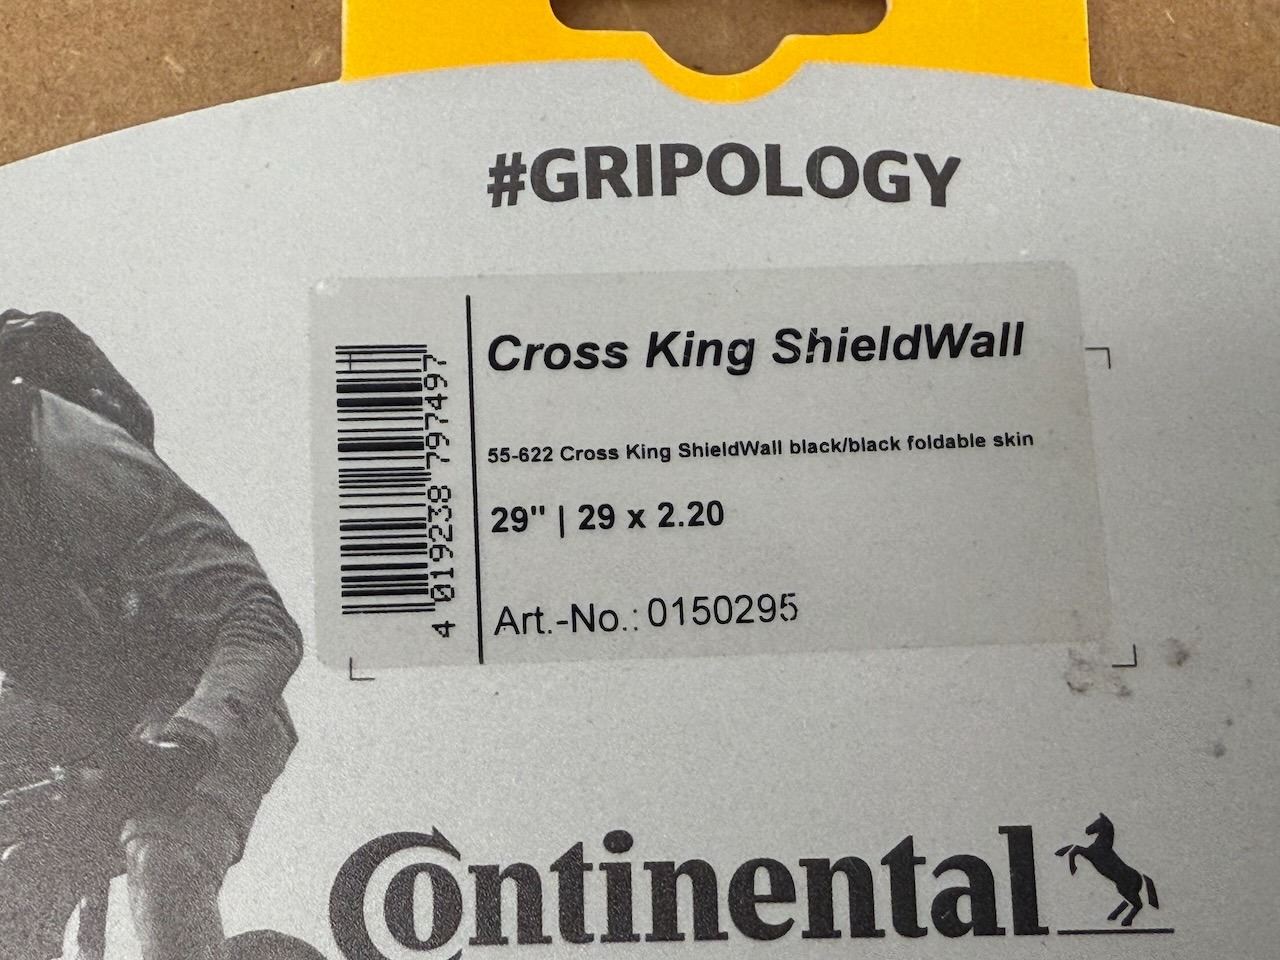 #GRIPOLOGY
Cross King ShieldWall
55-622 Cross King ShieldWall black/black foldable skin
29" | 29 x 2.20
Art.-No.: 0150295
4 019238 797497
Continental